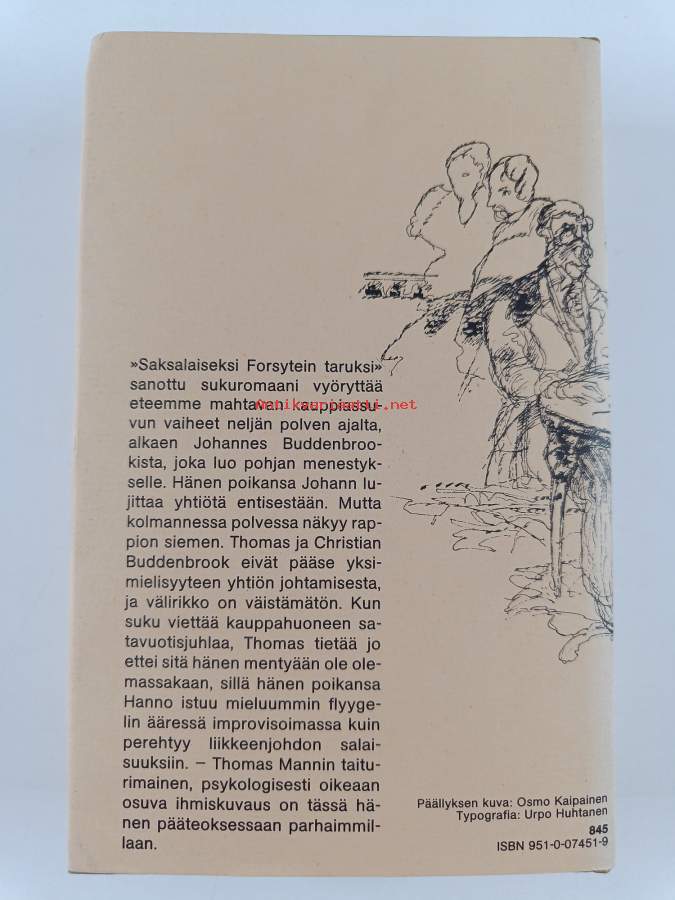 »Saksalaiseksi Forsytein taruksi»
sanottu sukuromaani vyöryttää
eteemme mahtavan kauppiassu-
Antikvariaatti.net
vun vaiheet neljän polven ajalta,
alkaen Johannes Buddenbroo-
kista, joka luo pohjan menestyk-
selle. Hänen poikansa Johann lu-
jittaa yhtiötä entisestään. Mutta
kolmannessa polvessa näkyy rap-
pion siemen. Thomas ja Christian
Buddenbrook eivät pääse yksi-
mielisyyteen yhtiön johtamisesta,
ja välirikko on väistämätön. Kun
suku viettää kauppahuoneen sa-
tavuotisjuhlaa, Thomas tietää jo
ettei sitä hänen mentyään ole ole-
massakaan, sillä hänen poikansa
Hanno istuu mieluummin flyyge-
lin ääressä improvisoimassa kuin
perehtyy liikkeenjohdon salai-
suuksiin. – Thomas Mannin taitu-
rimainen, psykologisesti oikeaan
osuva ihmiskuvaus on tässä hä-
nen pääteoksessaan parhaimmil-
laan.
Päällyksen kuva: Osmo Kaipainen
Typografia: Urpo Huhtanen
845
ISBN 951-0-07451-9